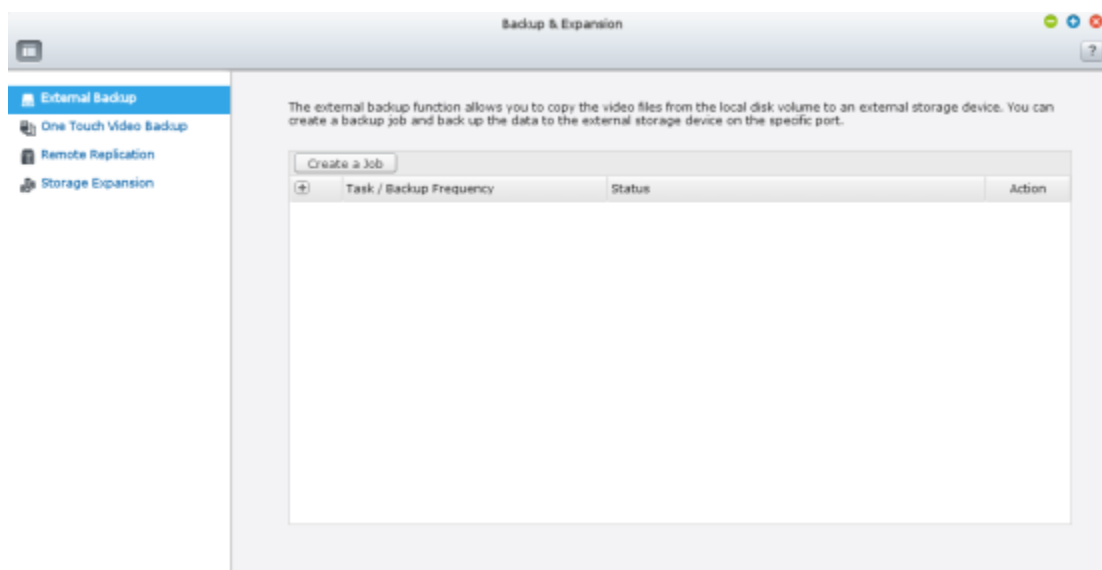 Backup & Expansion
?
External Backup
One Touch Video Backup
Remote Replication
Storage Expansion
The external backup function allows you to copy the video files from the local disk volume to an external storage device. You can
create a backup job and back up the data to the external storage device on the specific port.
Create a Job
Task / Backup Frequency Status Action